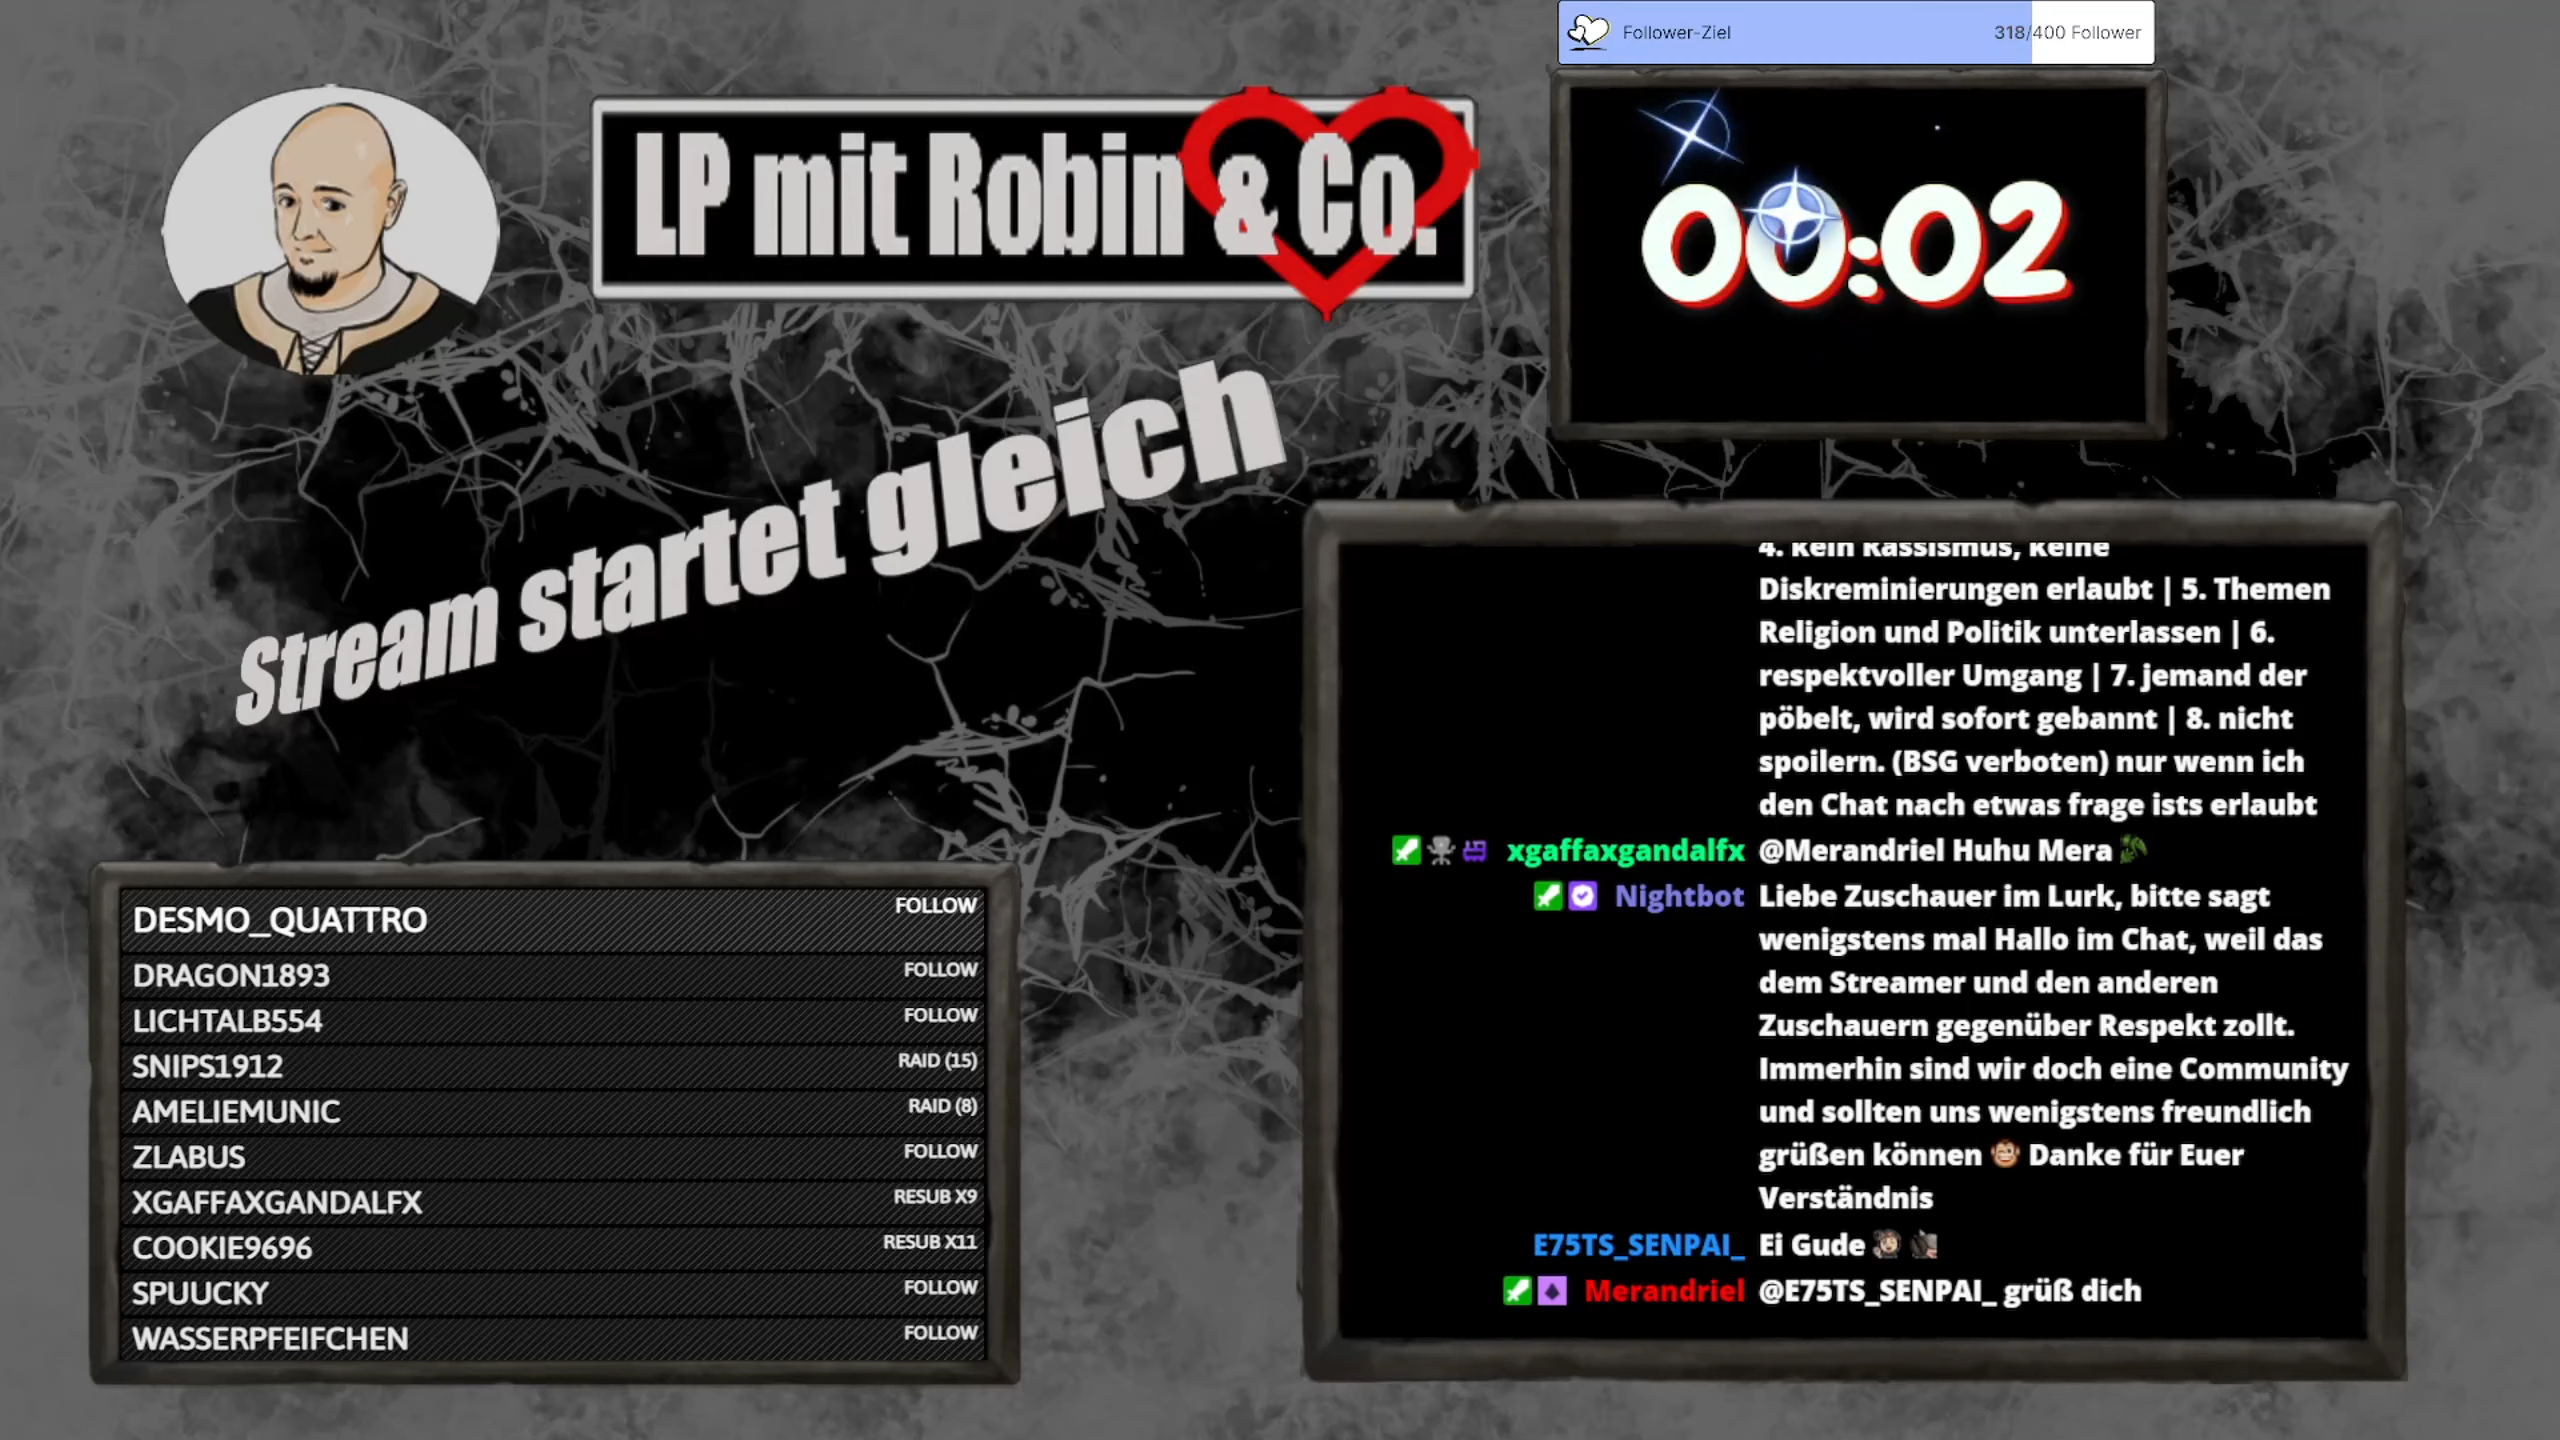 Follower-Ziel 318/400 Follower
LP mit Robin & Co.
00:02
Stream startet gleich
4. kein Rassismus, keine
Diskreminierungen erlaubt | 5. Themen
Religion und Politik unterlassen | 6.
respektvoller Umgang | 7. jemand der
pöbelt, wird sofort gebannt | 8. nicht
spoilern. (BSG verboten) nur wenn ich
den Chat nach etwas frage ists erlaubt
xgaffaxgandalfx @Merandriel Huhu Mera
Nightbot Liebe Zuschauer im Lurk, bitte sagt
wenigstens mal Hallo im Chat, weil das
dem Streamer und den anderen
Zuschauern gegenüber Respekt zollt.
Immerhin sind wir doch eine Community
und sollten uns wenigstens freundlich
grüßen können 🐵 Danke für Euer
Verständnis
E75TS_SENPAI_ Ei Gude
Merandriel @E75TS_SENPAI_ grüß dich
DESMO_QUATTRO FOLLOW
DRAGON1893 FOLLOW
LICHTALB554 FOLLOW
SNIPS1912 RAID (15)
AMELIEMUNIC RAID (8)
ZLABUS FOLLOW
XGAFFAXGANDALFX RESUB X9
COOKIE9696 RESUB X11
SPUUCKY FOLLOW
WASSERPFEIFCHEN FOLLOW